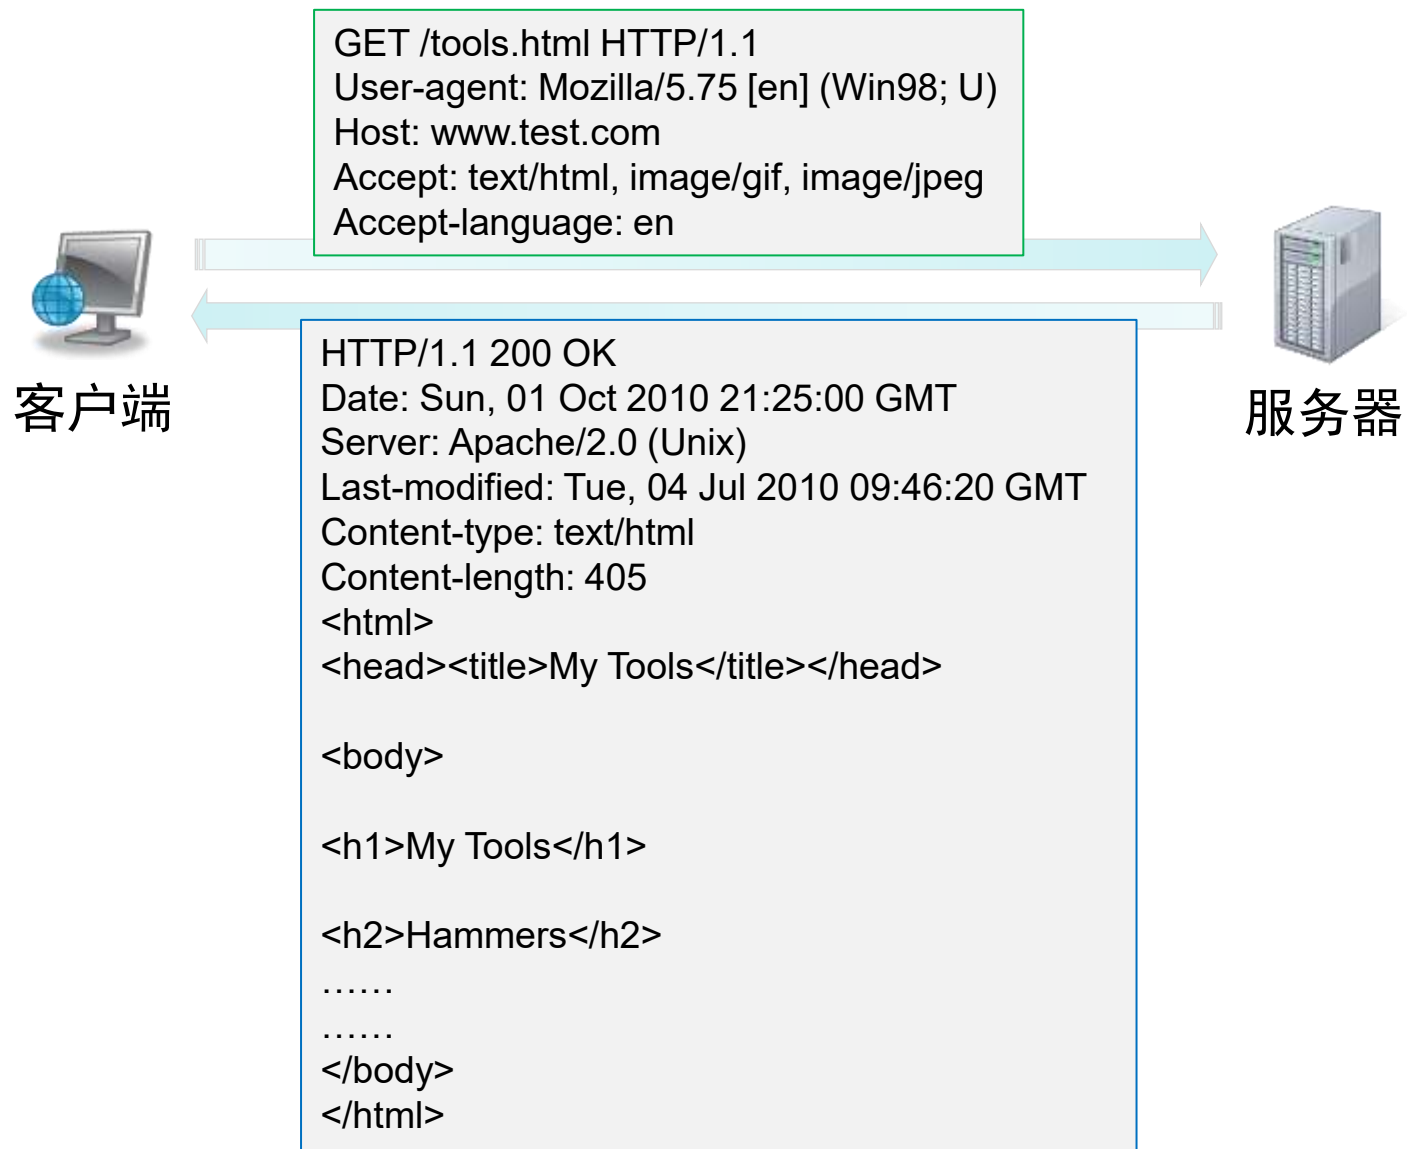 GET /tools.html HTTP/1.1
User-agent: Mozilla/5.75 [en] (Win98; U)
Host: www.test.com
Accept: text/html, image/gif, image/jpeg
Accept-language: en
客户端
服务器
HTTP/1.1 200 OK
Date: Sun, 01 Oct 2010 21:25:00 GMT
Server: Apache/2.0 (Unix)
Last-modified: Tue, 04 Jul 2010 09:46:20 GMT
Content-type: text/html
Content-length: 405
<html>
<head><title>My Tools</title></head>
<body>
<h1>My Tools</h1>
<h2>Hammers</h2>
……
……
</body>
</html>